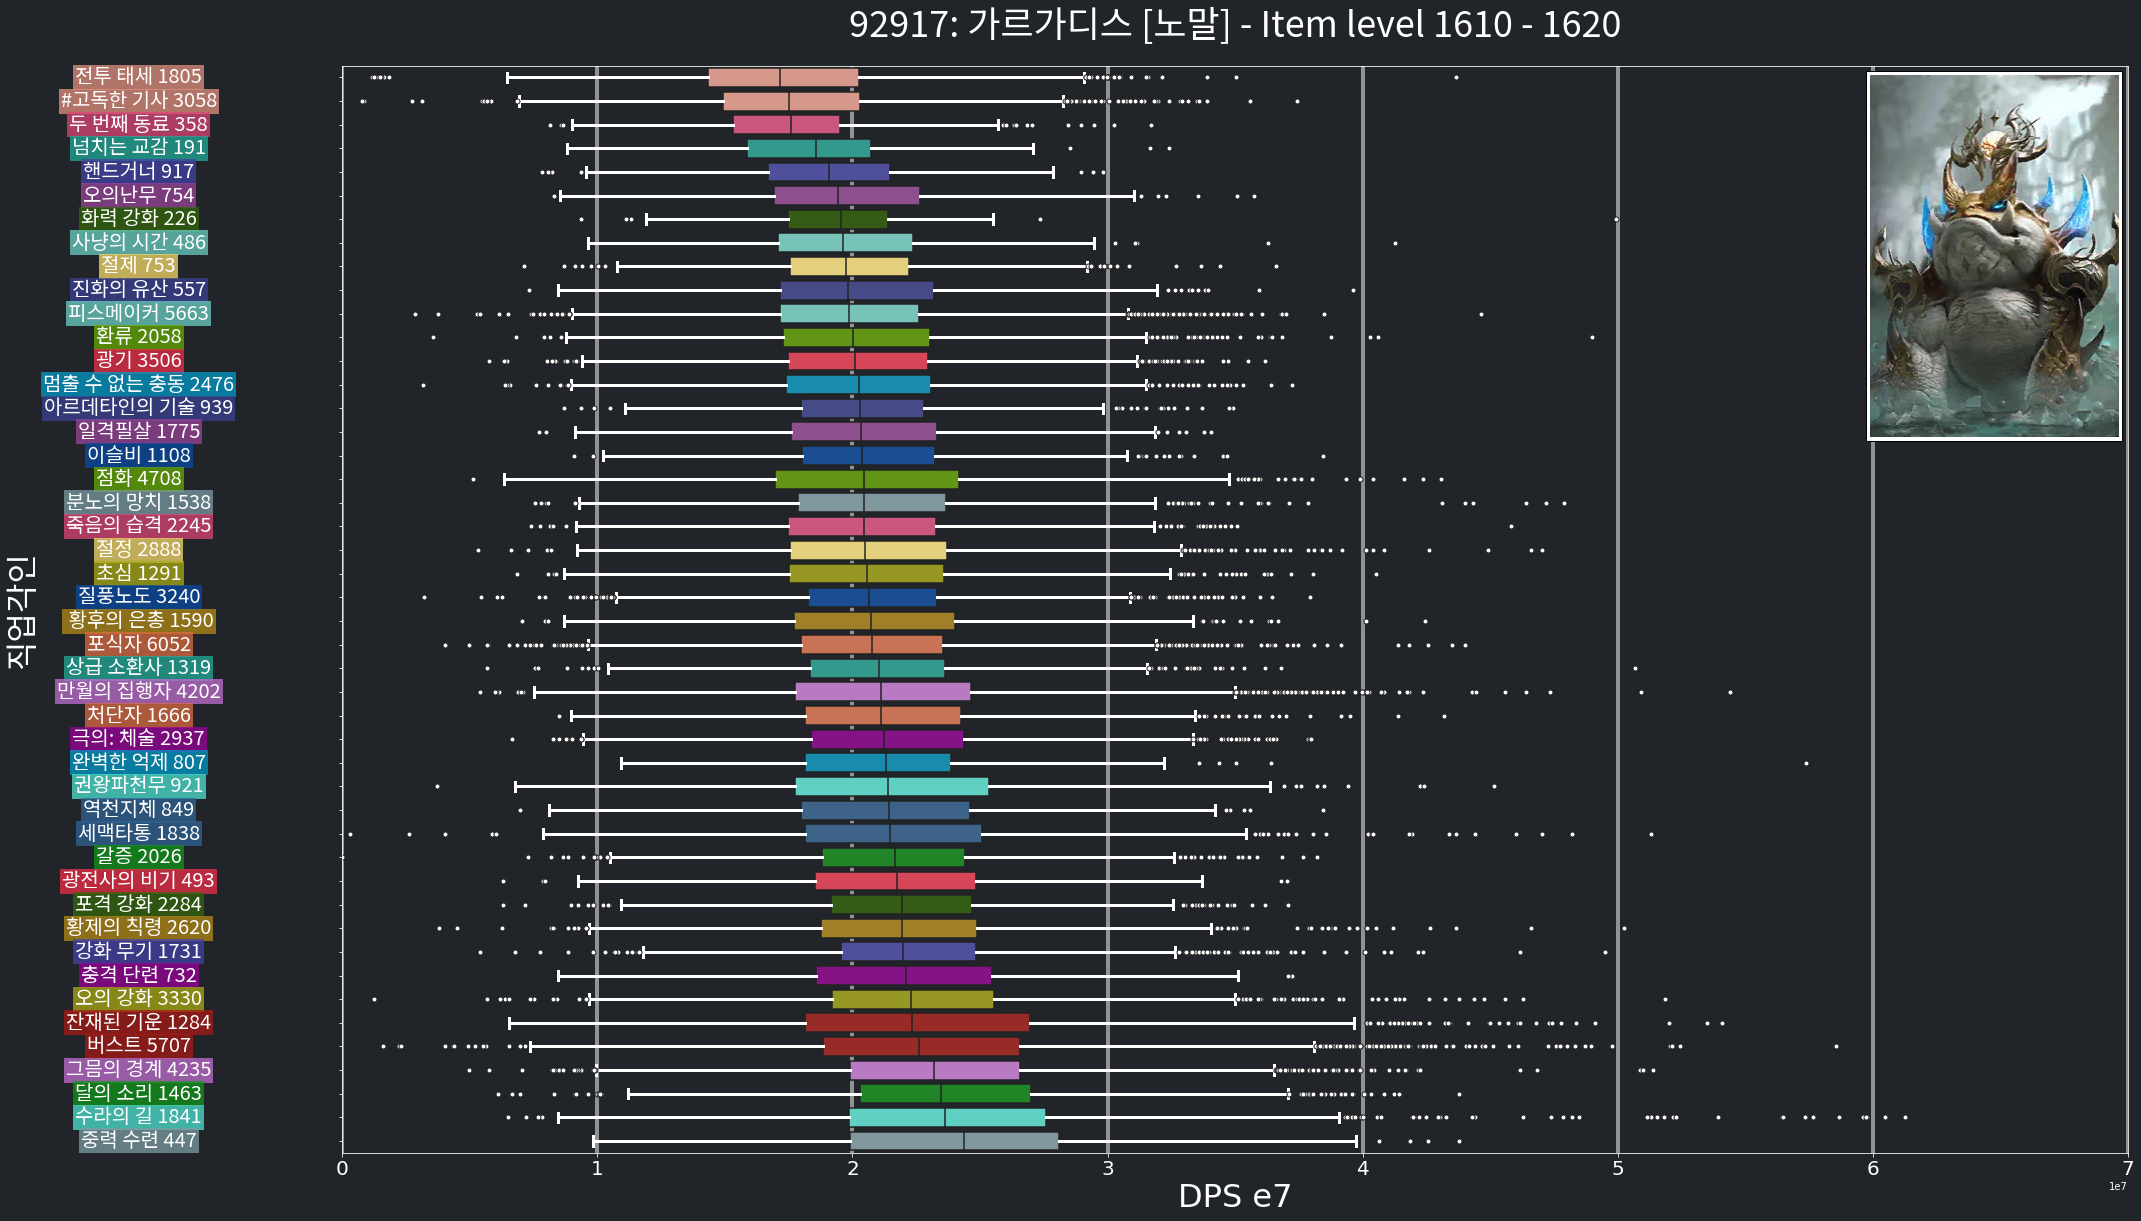 92917: 가르가디스 [노말] - Item level 1610 - 1620
전투 태세 1805
#고독한 기사 3058
두 번째 동료 358
넘치는 교감 191
핸드거너 917
오의난무 754
화력 강화 226
사냥의 시간 486
절제 753
진화의 유산 557
피스메이커 5663
환류 2058
광기 3506
멈출 수 없는 충동 2476
아르데타인의 기술 939
일격필살 1775
이슬비 1108
점화 4708
분노의 망치 1538
죽음의 습격 2245
절정 2888
초심 1291
질풍노도 3240
황후의 은총 1590
포식자 6052
상급 소환사 1319
만월의 집행자 4202
처단자 1666
극의: 체술 2937
완벽한 억제 807
권왕파천무 921
역천지체 849
세맥타통 1838
갈증 2026
광전사의 비기 493
포격 강화 2284
황제의 칙령 2620
강화 무기 1731
충격 단련 732
오의 강화 3330
잔재된 기운 1284
버스트 5707
그믐의 경계 4235
달의 소리 1463
수라의 길 1841
중력 수련 447
직업각인
0 1 2 3 4 5 6 7
1e7
DPS e7